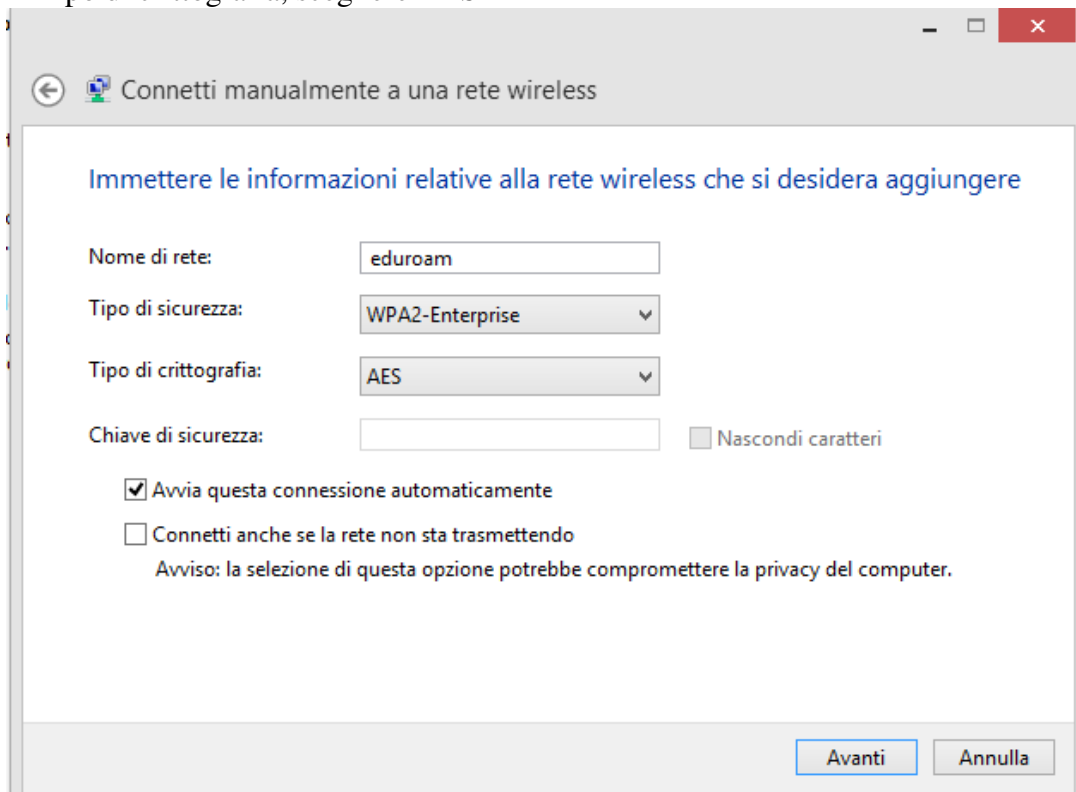 Connetti manualmente a una rete wireless
Immettere le informazioni relative alla rete wireless che si desidera aggiungere
Nome di rete: eduroam
Tipo di sicurezza: WPA2-Enterprise
Tipo di crittografia: AES
Chiave di sicurezza: Nascondi caratteri
Avvia questa connessione automaticamente
Connetti anche se la rete non sta trasmettendo
Avviso: la selezione di questa opzione potrebbe compromettere la privacy del computer.
Avanti Annulla